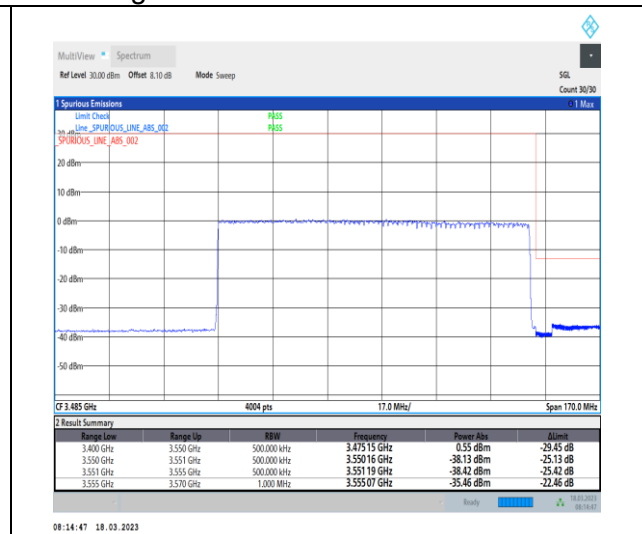 MultiView Spectrum
Ref Level 30.00 dBm Offset 8.10 dB Mode Sweep SGL
Count 30/30
1 Spurious Emissions 1 Max
Limit Check PASS
Line _SPURIOUS_LINE_ABS_002 PASS
SPURIOUS_LINE_ABS_002
20 dBm
10 dBm
0 dBm
-10 dBm
-20 dBm
-30 dBm
-40 dBm
-50 dBm
CF 3.485 GHz 4004 pts 17.0 MHz/ Span 170.0 MHz
2 Result Summary
Range Low Range Up RBW Frequency Power Abs ΔLimit
3.400 GHz 3.550 GHz 500.000 kHz 3.47515 GHz 0.55 dBm -29.45 dB
3.550 GHz 3.551 GHz 500.000 kHz 3.55016 GHz -38.13 dBm -25.13 dB
3.551 GHz 3.555 GHz 500.000 kHz 3.55119 GHz -38.42 dBm -25.42 dB
3.555 GHz 3.570 GHz 1.000 MHz 3.55507 GHz -35.46 dBm -22.46 dB
Ready 18.03.2023
08:14:47
08:14:47 18.03.2023